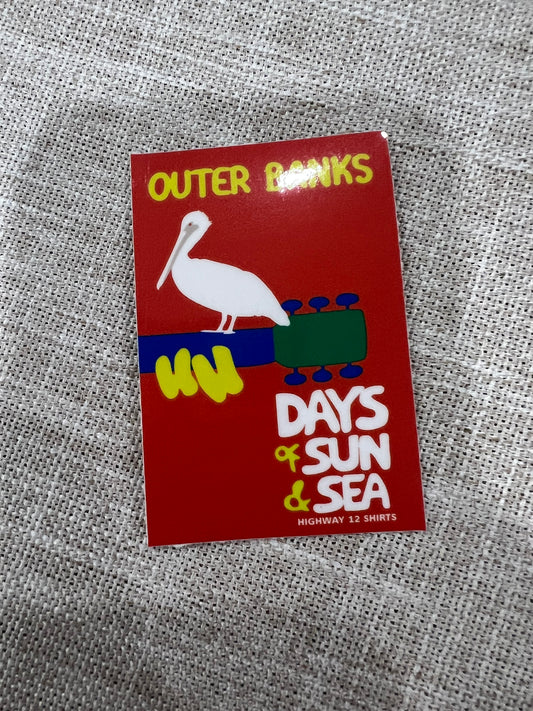 OUTER BANKS
DAYS
of SUN
& SEA
HIGHWAY 12 SHIRTS